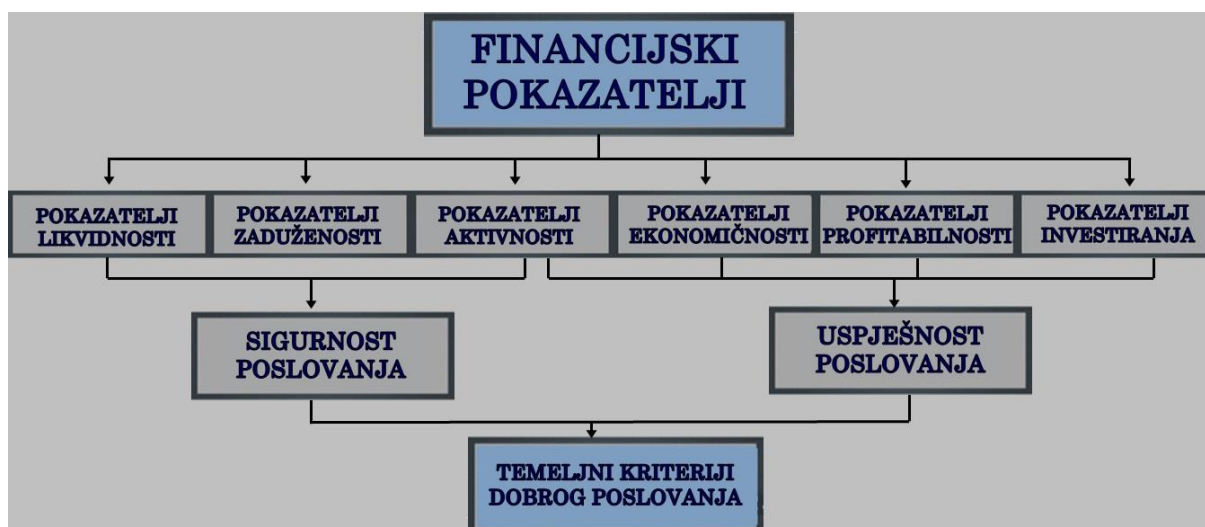 FINANCIJSKI
POKAZATELJI
POKAZATELJI
LIKVIDNOSTI
POKAZATELJI
ZADUŽENOSTI
POKAZATELJI
AKTIVNOSTI
POKAZATELJI
EKONOMIČNOSTI
POKAZATELJI
PROFITABILNOSTI
POKAZATELJI
INVESTIRANJA
SIGURNOST
POSLOVANJA
USPJEŠNOST
POSLOVANJA
TEMELJNI KRITERIJI
DOBROG POSLOVANJA